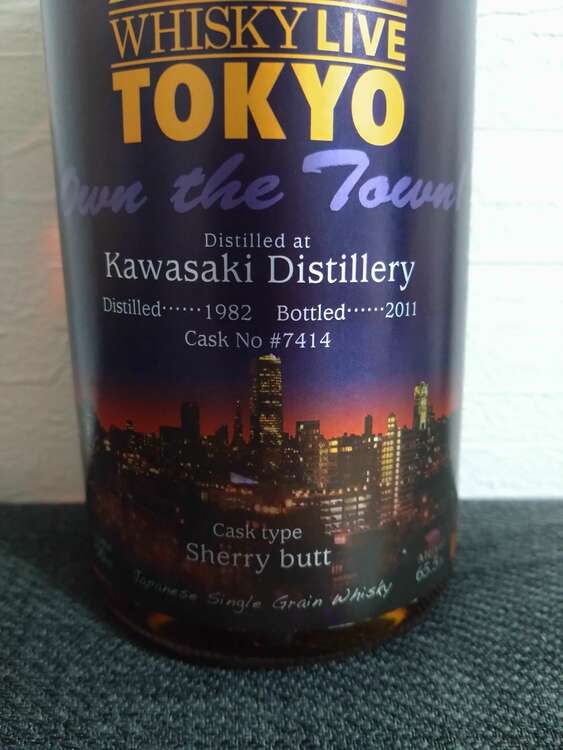 WHISKY LIVE
TOKYO
Own the Town!
Distilled at
Kawasaki Distillery
Distilled······1982 Bottled······2011
Cask No #7414
Cask type
Sherry butt
Japanese Single Grain Whisky